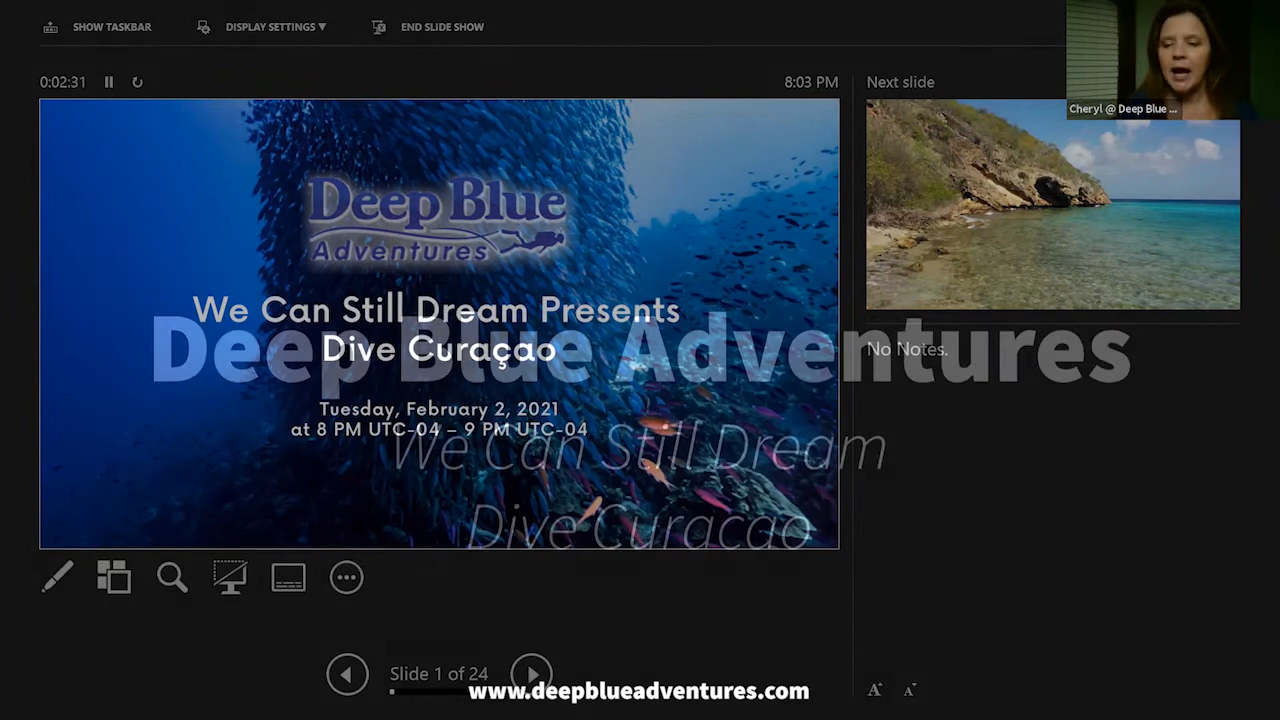 SHOW TASKBAR
DISPLAY SETTINGS ▼
END SLIDE SHOW
Cheryl @ Deep Blue ...
0:02:31
8:03 PM
Next slide
Deep Blue
Adventures
We Can Still Dream Presents
Dive Curaçao
Tuesday, February 2, 2021
at 8 PM UTC-04 – 9 PM UTC-04
No Notes.
Deep Blue Adventures
We Can Still Dream
Dive Curacao
Slide 1 of 24
A A
www.deepblueadventures.com